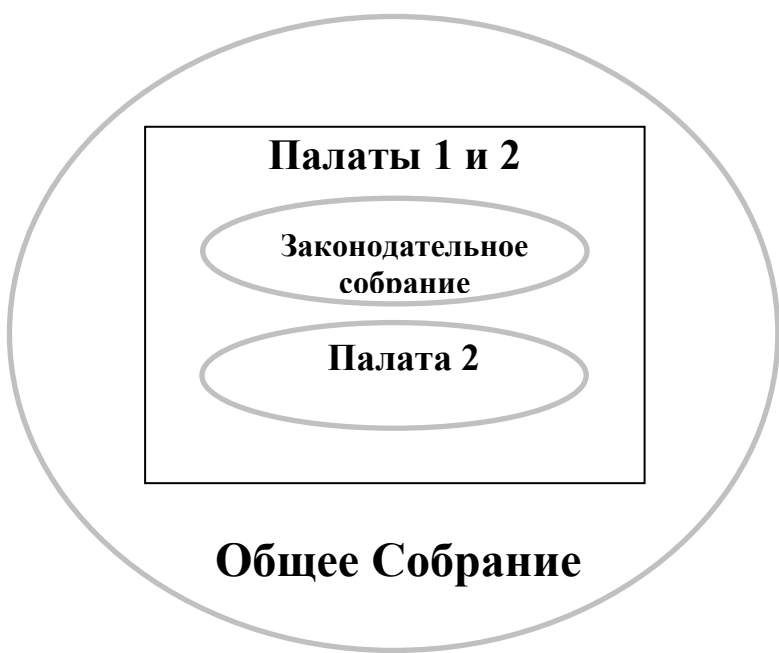 Палаты 1 и 2
Законодательное
собрание
Палата 2
Общее Собрание